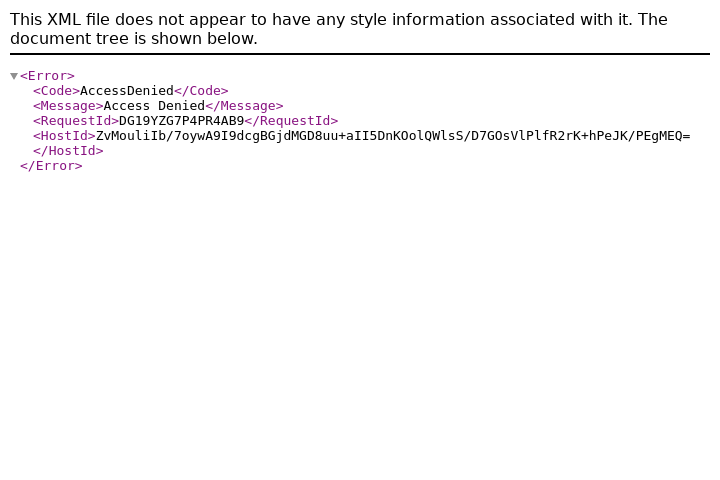 This XML file does not appear to have any style information associated with it. The
document tree is shown below.
<Error>
<Code>AccessDenied</Code>
<Message>Access Denied</Message>
<RequestId>DG19YZG7P4PR4AB9</RequestId>
<HostId>ZvMouliIb/7oywA9I9dcgBGjdMGD8uu+aII5DnKOolQWlsS/D7GOsVlPlfR2rK+hPeJK/PEgMEQ=
</HostId>
</Error>